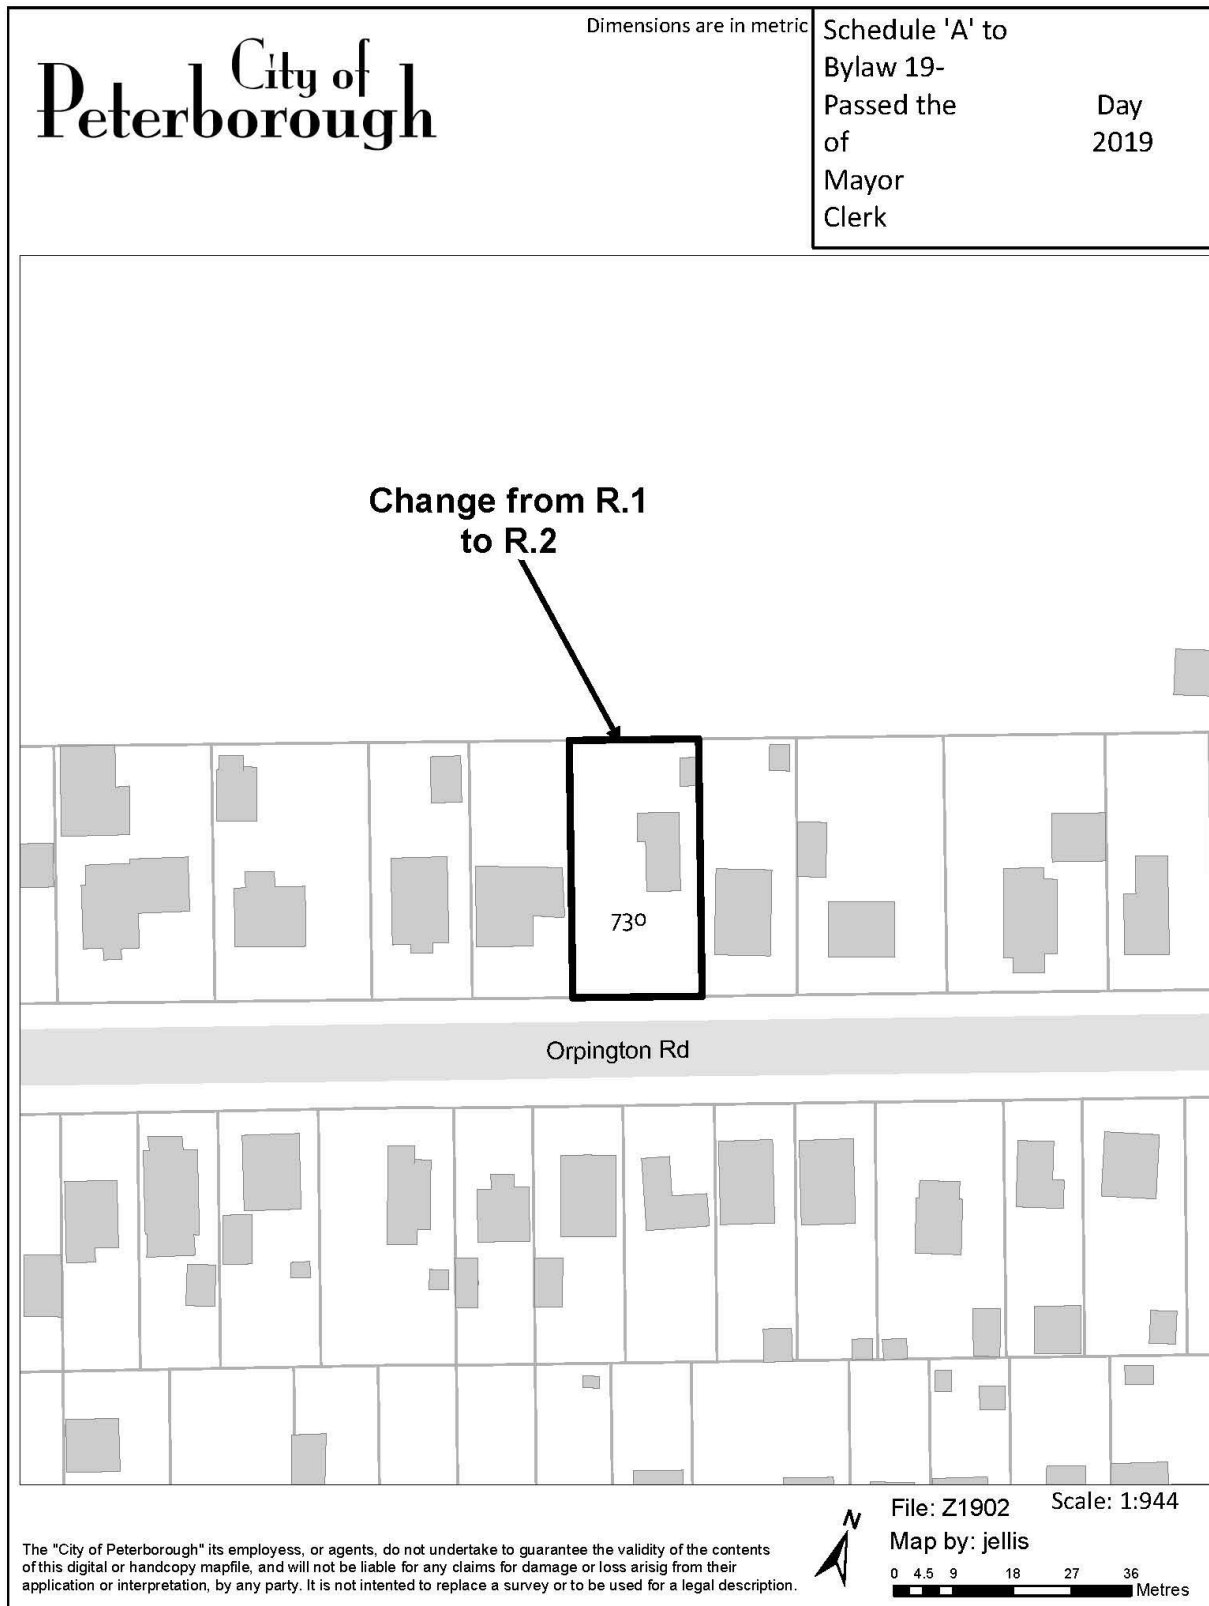 City of
Peterborough
Dimensions are in metric
Schedule 'A' to
Bylaw 19-
Passed the Day
of 2019
Mayor
Clerk
Change from R.1
to R.2
730
Orpington Rd
The "City of Peterborough" its employess, or agents, do not undertake to guarantee the validity of the contents
of this digital or handcopy mapfile, and will not be liable for any claims for damage or loss arisig from their
application or interpretation, by any party. It is not intented to replace a survey or to be used for a legal description.
N
File: Z1902 Scale: 1:944
Map by: jellis
0 4.5 9 18 27 36
Metres